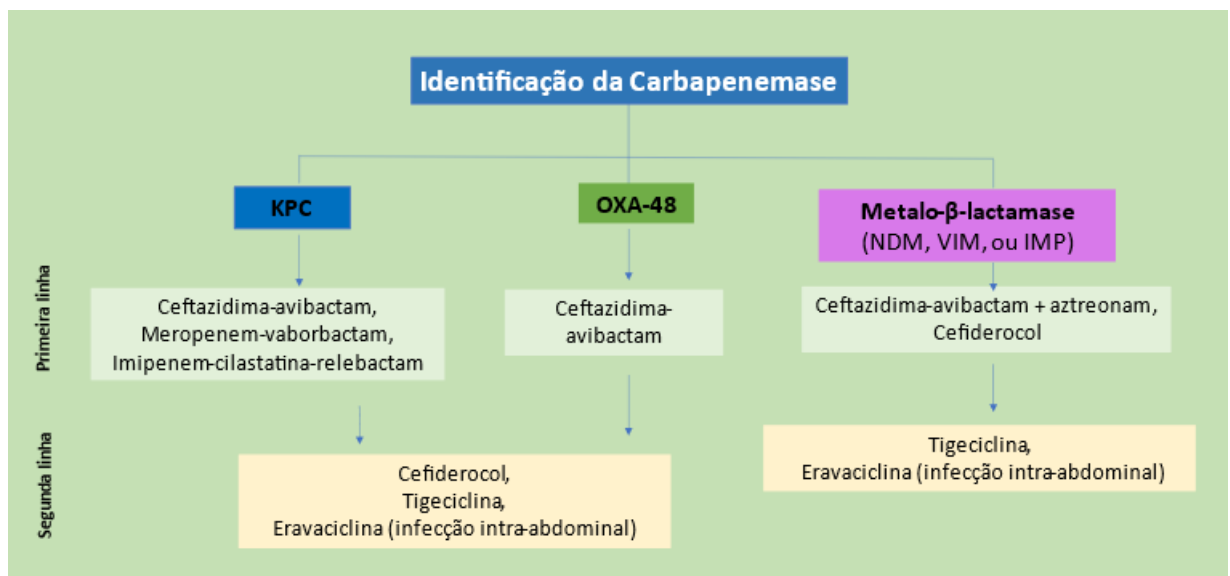 Identificação da Carbapenemase
KPC
OXA-48
Metalo-β-lactamase
(NDM, VIM, ou IMP)
Primeira linha
Ceftazidima-avibactam,
Meropenem-vaborbactam,
Imipenem-cilastatina-relebactam
Ceftazidima-
avibactam
Ceftazidima-avibactam + aztreonam,
Cefiderocol
Segunda linha
Cefiderocol,
Tigeciclina,
Eravaciclina (infecção intra-abdominal)
Tigeciclina,
Eravaciclina (infecção intra-abdominal)